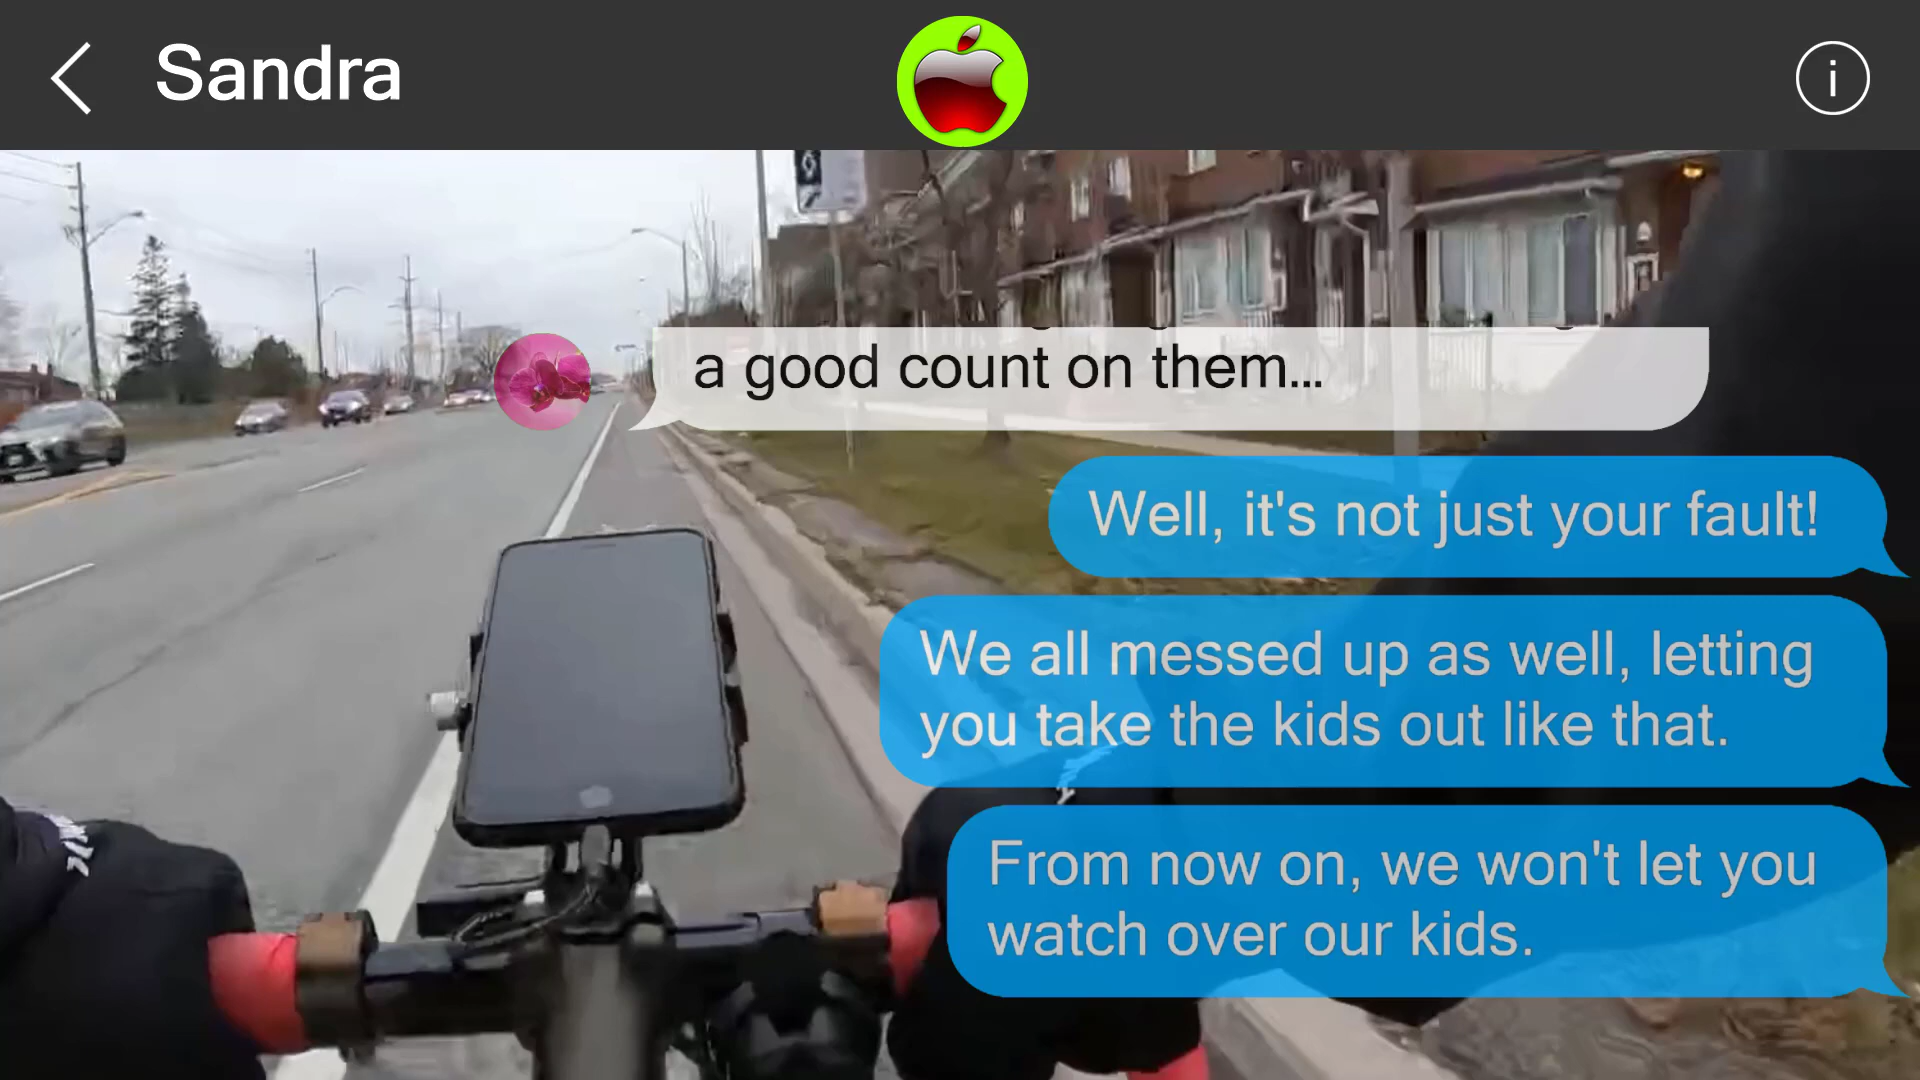 Sandra
a good count on them...
Well, it's not just your fault!
We all messed up as well, letting
you take the kids out like that.
From now on, we won't let you
watch over our kids.